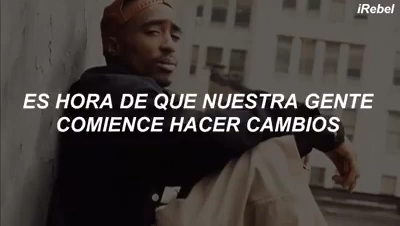 iRebel
ES HORA DE QUE NUESTRA GENTE
COMIENCE HACER CAMBIOS